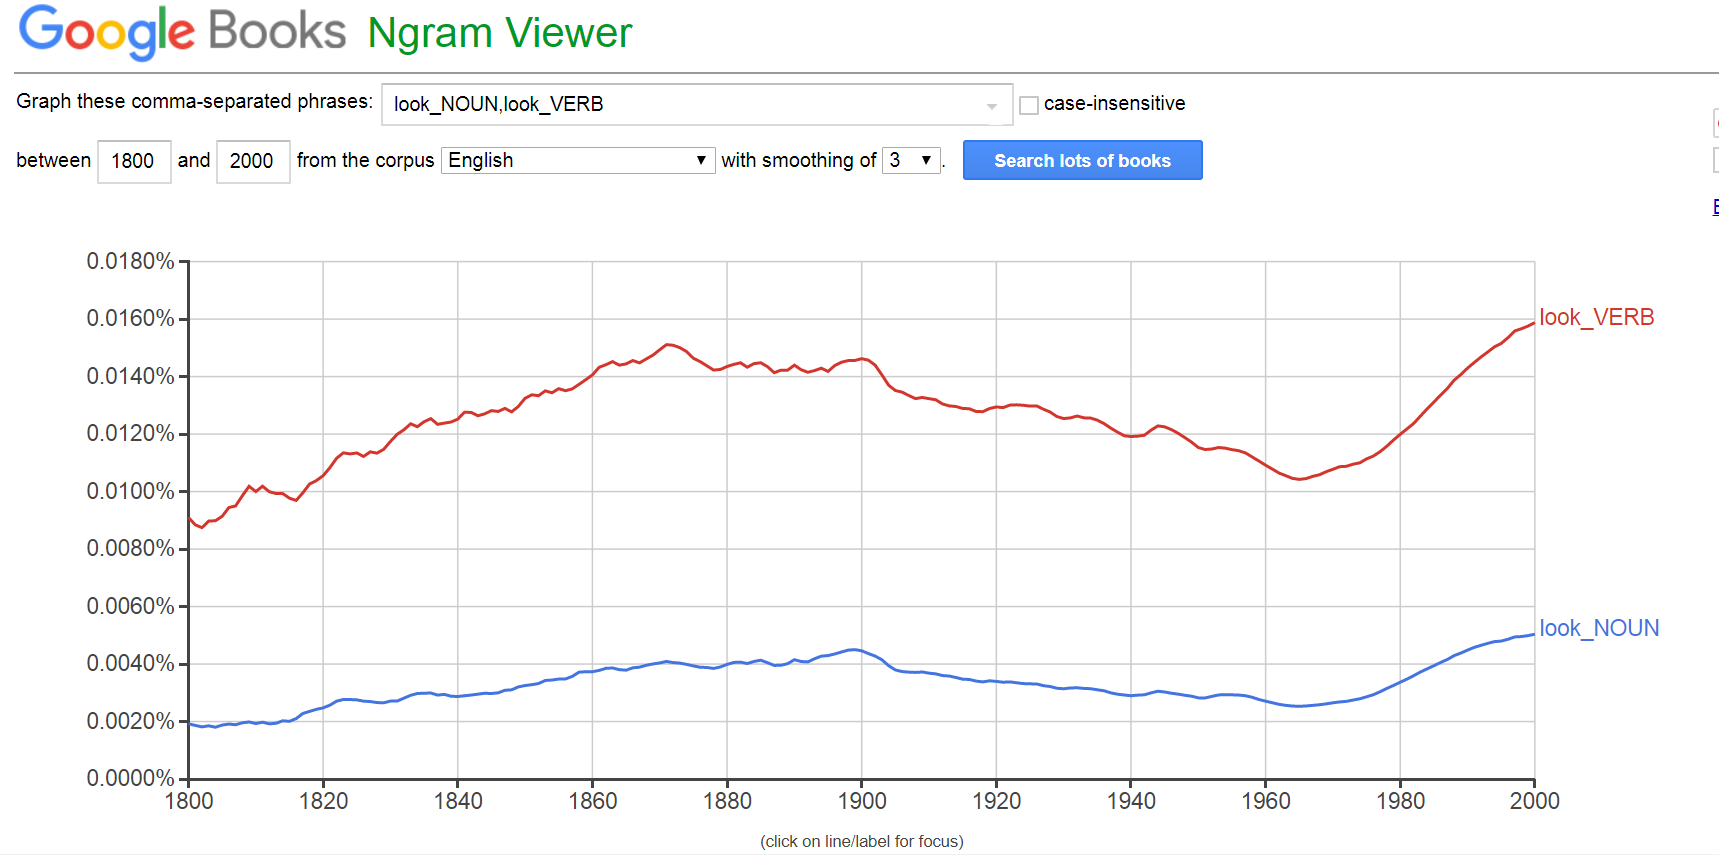 Google Books Ngram Viewer
Graph these comma-separated phrases: look_NOUN,look_VERB case-insensitive
between 1800 and 2000 from the corpus English with smoothing of 3 . Search lots of books
0.0180%
0.0160%
look_VERB
0.0140%
0.0120%
0.0100%
0.0080%
0.0060%
look_NOUN
0.0040%
0.0020%
0.0000%
1800 1820 1840 1860 1880 1900 1920 1940 1960 1980 2000
(click on line/label for focus)